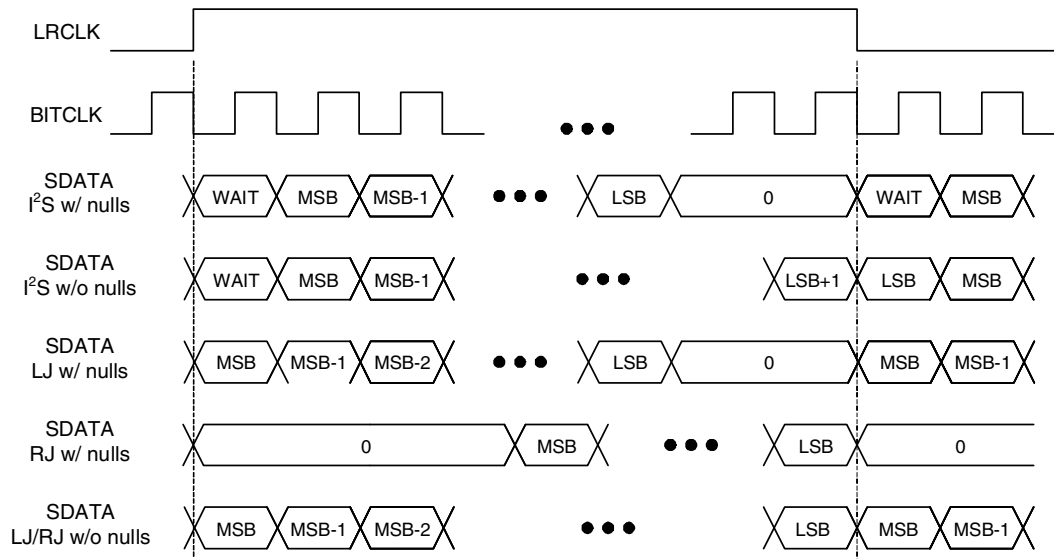 LRCLK
BITCLK
SDATA
I²S w/ nulls
WAIT MSB MSB-1 LSB 0 WAIT MSB
SDATA
I²S w/o nulls
WAIT MSB MSB-1 LSB+1 LSB MSB
SDATA
LJ w/ nulls
MSB MSB-1 MSB-2 LSB 0 MSB MSB-1
SDATA
RJ w/ nulls
0 MSB LSB 0
SDATA
LJ/RJ w/o nulls
MSB MSB-1 MSB-2 LSB MSB MSB-1